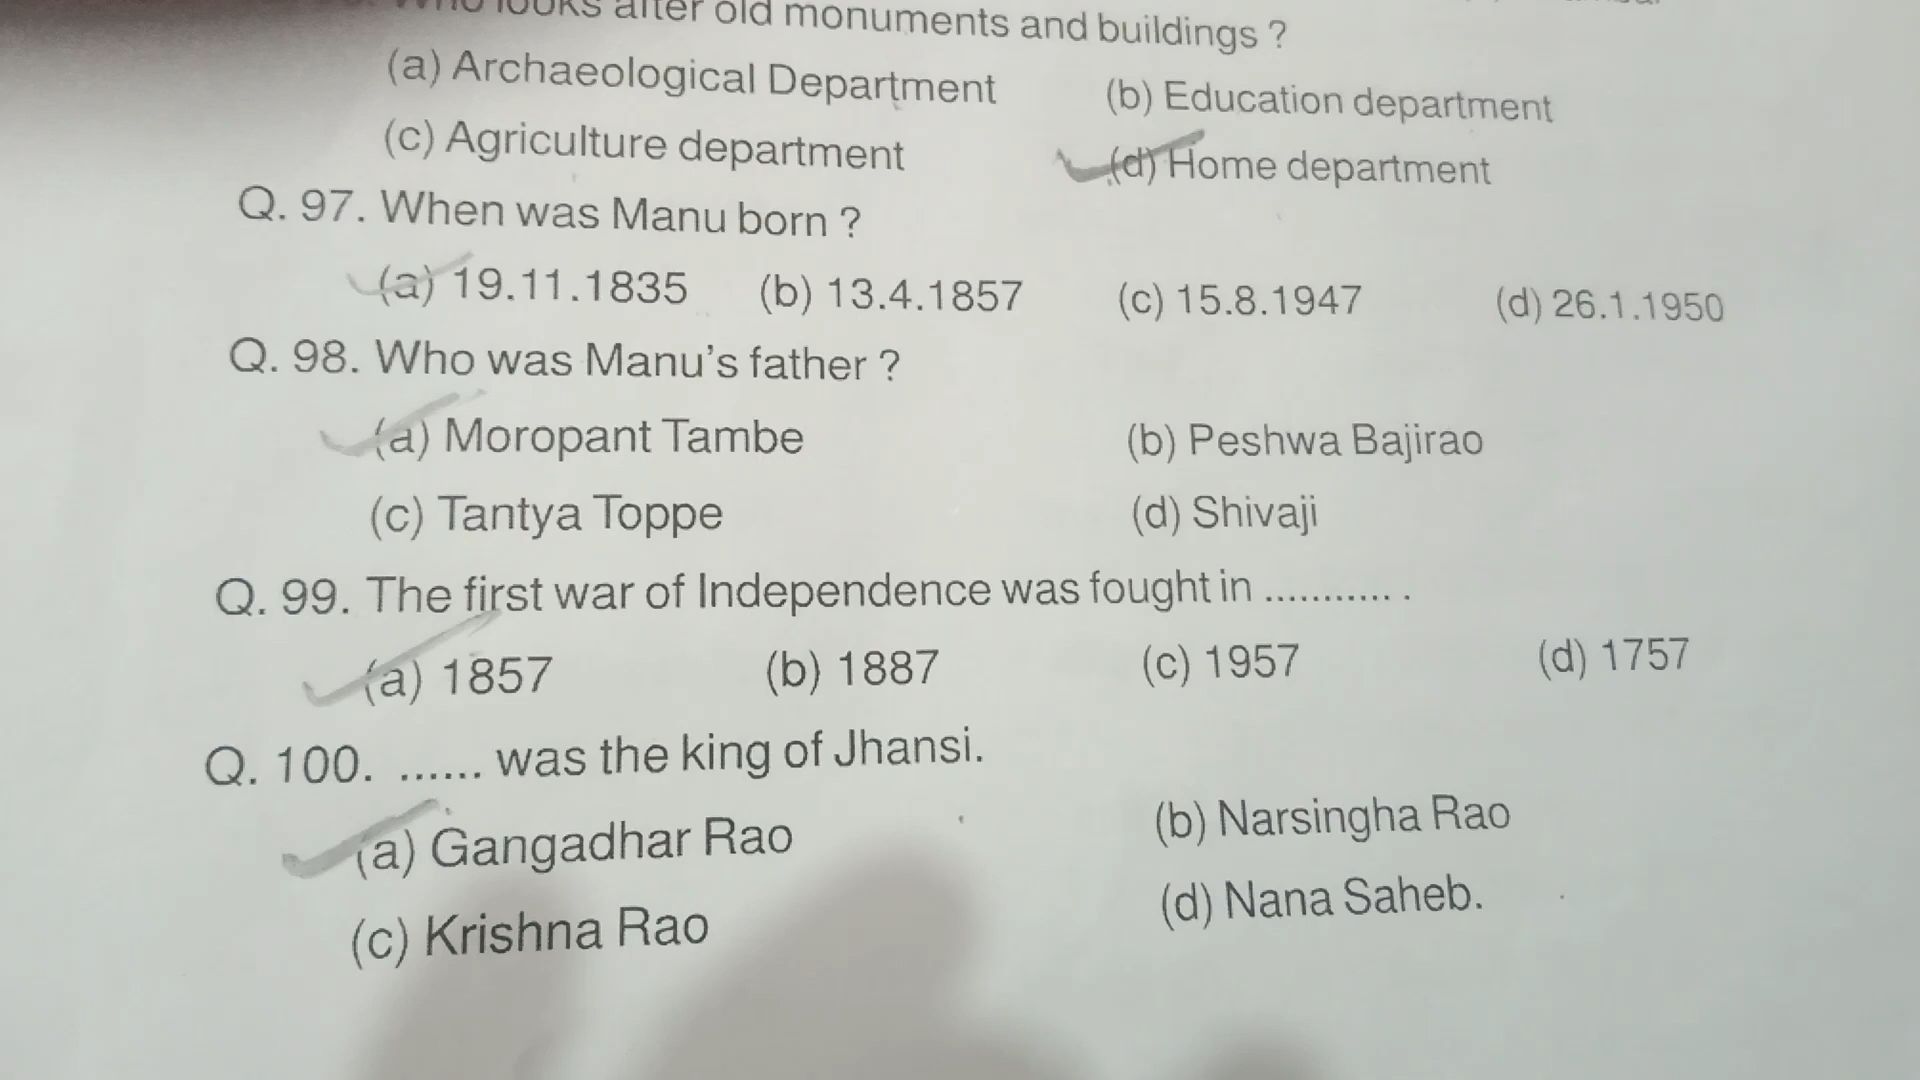 looks after old monuments and buildings ?
(a) Archaeological Department (b) Education department
(c) Agriculture department (d) Home department
Q. 97. When was Manu born ?
(a) 19.11.1835 (b) 13.4.1857 (c) 15.8.1947 (d) 26.1.1950
Q. 98. Who was Manu's father ?
(a) Moropant Tambe (b) Peshwa Bajirao
(c) Tantya Toppe (d) Shivaji
Q. 99. The first war of Independence was fought in ........... .
(a) 1857 (b) 1887 (c) 1957 (d) 1757
Q. 100. ...... was the king of Jhansi.
(a) Gangadhar Rao (b) Narsingha Rao
(c) Krishna Rao (d) Nana Saheb.